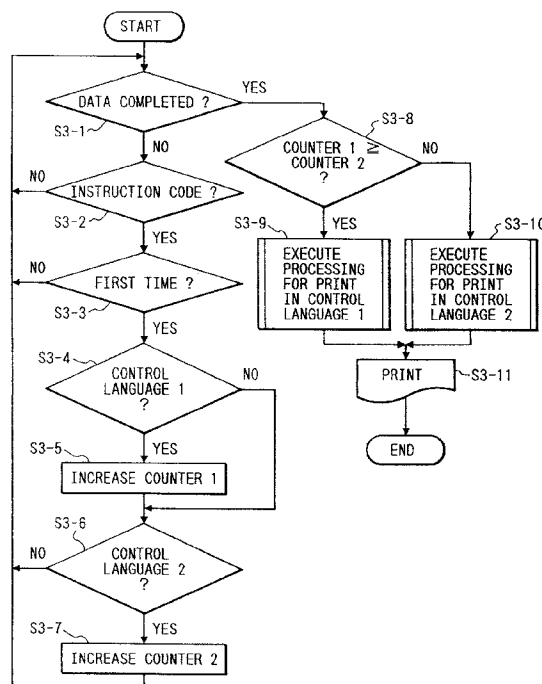 START
DATA COMPLETED ?
YES
S3-1
NO
S3-8
COUNTER 1 ≧
COUNTER 2
?
NO
YES
NO
INSTRUCTION CODE ?
S3-2
YES
S3-9
EXECUTE
PROCESSING
FOR PRINT
IN CONTROL
LANGUAGE 1
S3-10
EXECUTE
PROCESSING
FOR PRINT
IN CONTROL
LANGUAGE 2
NO
FIRST TIME ?
S3-3
YES
PRINT
S3-11
END
S3-4
CONTROL
LANGUAGE 1
?
NO
YES
S3-5
INCREASE COUNTER 1
S3-6
NO
CONTROL
LANGUAGE 2
?
YES
S3-7
INCREASE COUNTER 2